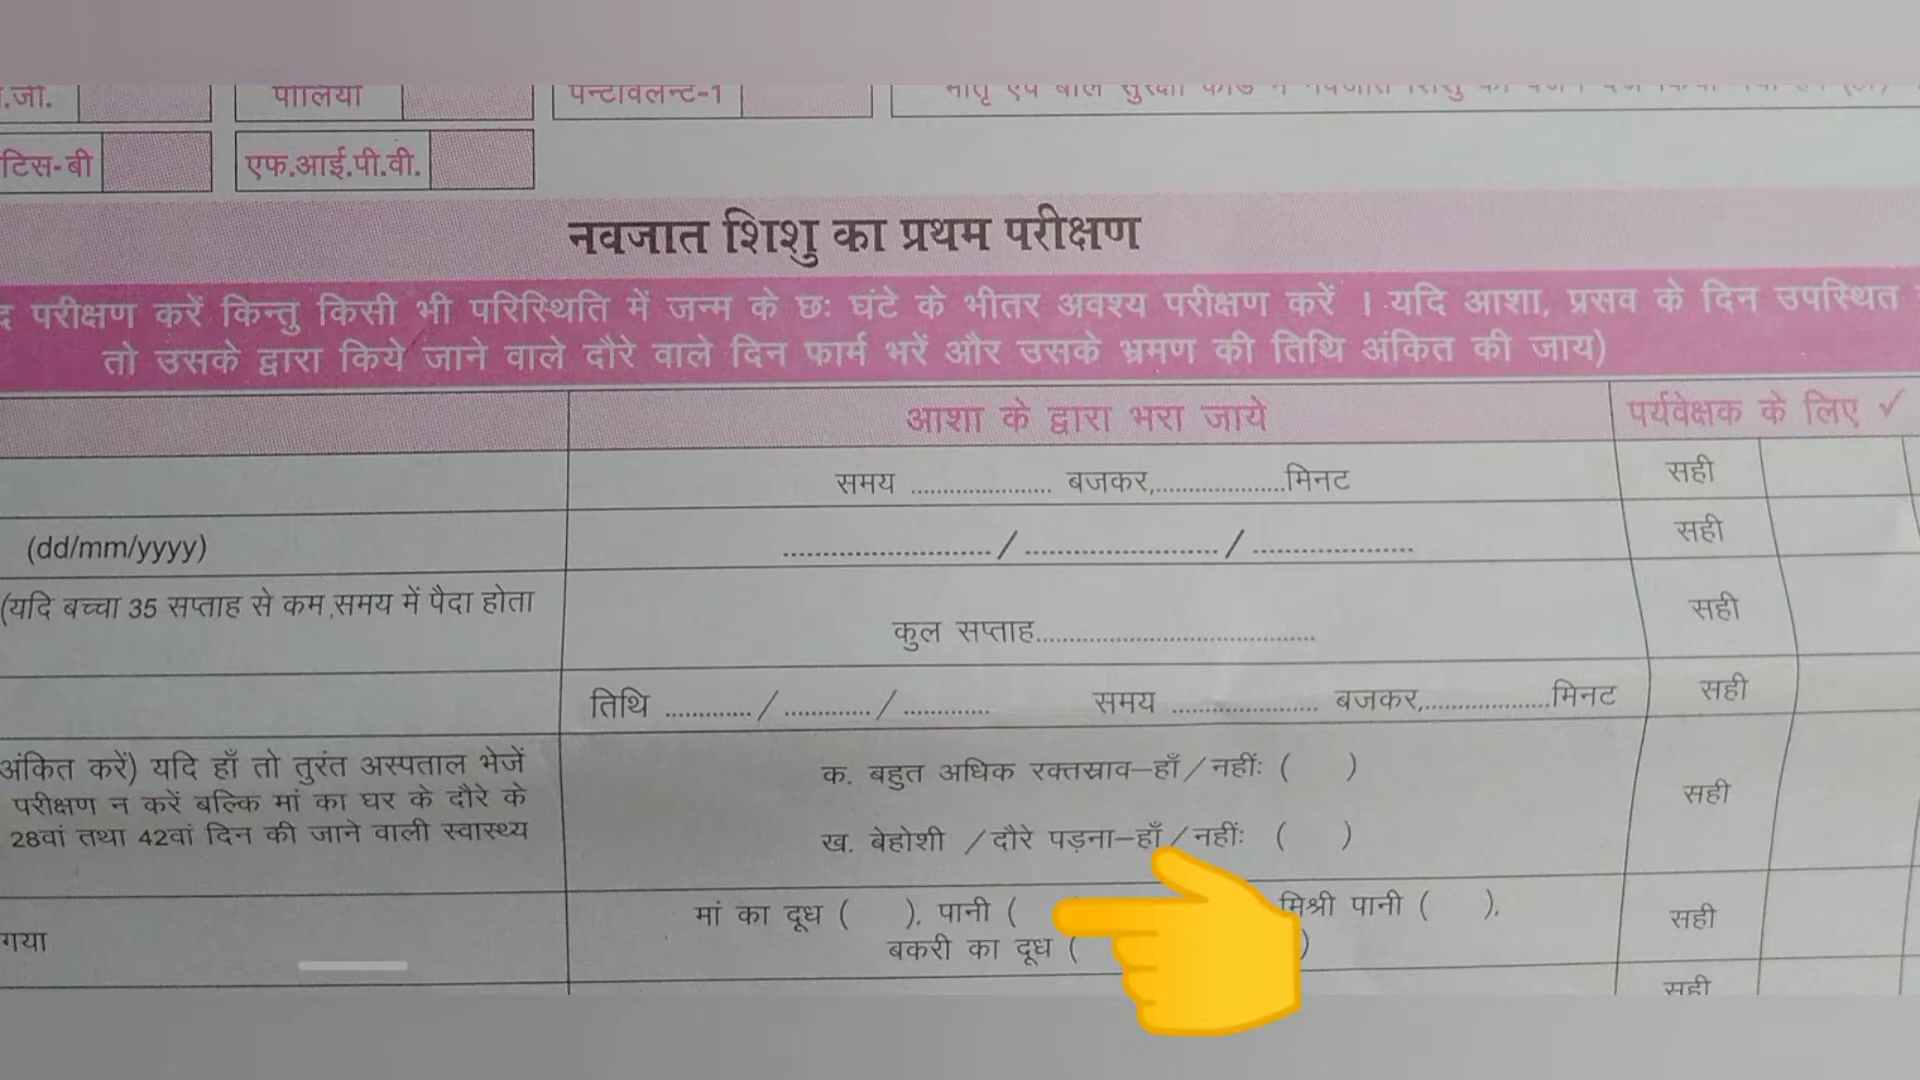 .जी. पोलियो पेन्टावेलेन्ट-1
टिस-बी एफ.आई.पी.वी.
नवजात शिशु का प्रथम परीक्षण
परीक्षण करें किन्तु किसी भी परिस्थिति में जन्म के छः घंटे के भीतर अवश्य परीक्षण करें । यदि आशा, प्रसव के दिन उपस्थित
तो उसके द्वारा किये जाने वाले दौरे वाले दिन फार्म भरें और उसके भ्रमण की तिथि अंकित की जाय)
आशा के द्वारा भरा जाये पर्यवेक्षक के लिए ✓
समय ...................... बजकर,.....................मिनट सही
(dd/mm/yyyy) ........................../......................../.................... सही
(यदि बच्चा 35 सप्ताह से कम समय में पैदा होता
कुल सप्ताह........................................... सही
तिथि ............./............./............. समय ...................... बजकर,....................मिनट सही
अंकित करें) यदि हाँ तो तुरंत अस्पताल भेजें
क. बहुत अधिक रक्तस्राव–हाँ/नहींः ( )
परीक्षण न करें बल्कि मां का घर के दौरे के सही
28वां तथा 42वां दिन की जाने वाली स्वास्थ्य
ख. बेहोशी /दौरे पड़ना–हाँ/नहींः ( )
मां का दूध ( ), पानी ( मिश्री पानी ( ), सही
गया बकरी का दूध ( )
सही